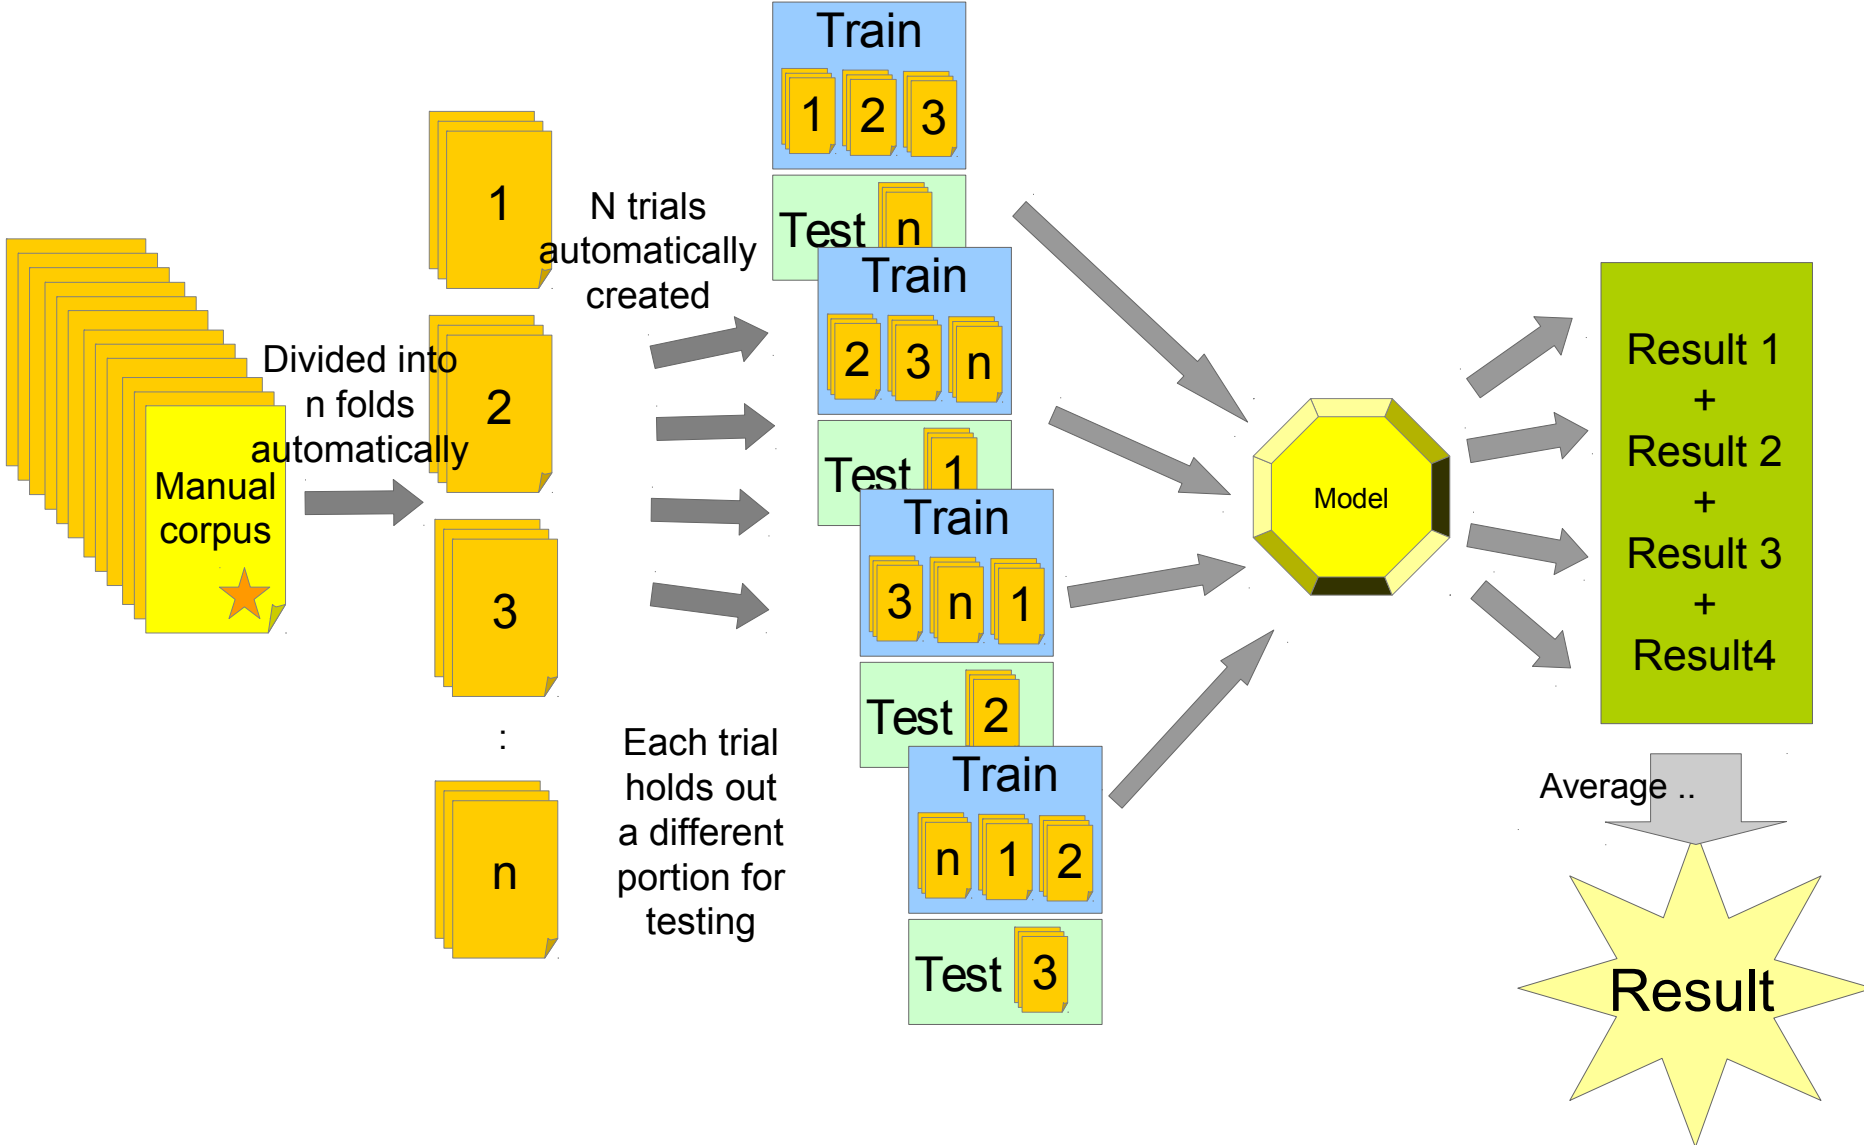 Manual
corpus
Divided into
n folds
automatically
1
2
3
:
n
N trials
automatically
created
Each trial
holds out
a different
portion for
testing
Train
1 2 3
Test n
Train
2 3 n
Test 1
Train
3 n 1
Test 2
Train
n 1 2
Test 3
Model
Result 1
+
Result 2
+
Result 3
+
Result4
Average ..
Result